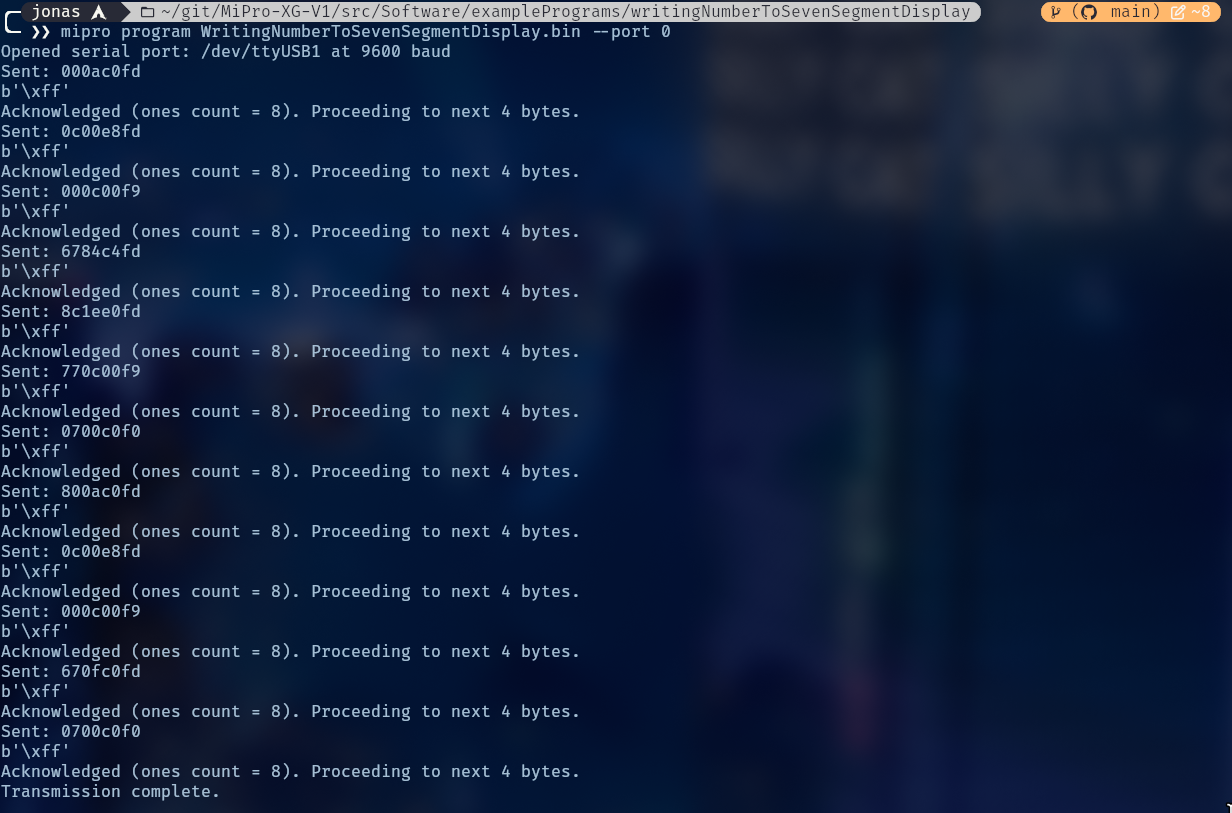 jonas ~/git/MiPro-XG-V1/src/Software/examplePrograms/writingNumberToSevenSegmentDisplay ( main) ~8
❯❯ mipro program WritingNumberToSevenSegmentDisplay.bin --port 0
Opened serial port: /dev/ttyUSB1 at 9600 baud
Sent: 000ac0fd
b'\xff'
Acknowledged (ones count = 8). Proceeding to next 4 bytes.
Sent: 0c00e8fd
b'\xff'
Acknowledged (ones count = 8). Proceeding to next 4 bytes.
Sent: 000c00f9
b'\xff'
Acknowledged (ones count = 8). Proceeding to next 4 bytes.
Sent: 6784c4fd
b'\xff'
Acknowledged (ones count = 8). Proceeding to next 4 bytes.
Sent: 8c1ee0fd
b'\xff'
Acknowledged (ones count = 8). Proceeding to next 4 bytes.
Sent: 770c00f9
b'\xff'
Acknowledged (ones count = 8). Proceeding to next 4 bytes.
Sent: 0700c0f0
b'\xff'
Acknowledged (ones count = 8). Proceeding to next 4 bytes.
Sent: 800ac0fd
b'\xff'
Acknowledged (ones count = 8). Proceeding to next 4 bytes.
Sent: 0c00e8fd
b'\xff'
Acknowledged (ones count = 8). Proceeding to next 4 bytes.
Sent: 000c00f9
b'\xff'
Acknowledged (ones count = 8). Proceeding to next 4 bytes.
Sent: 670fc0fd
b'\xff'
Acknowledged (ones count = 8). Proceeding to next 4 bytes.
Sent: 0700c0f0
b'\xff'
Acknowledged (ones count = 8). Proceeding to next 4 bytes.
Transmission complete.